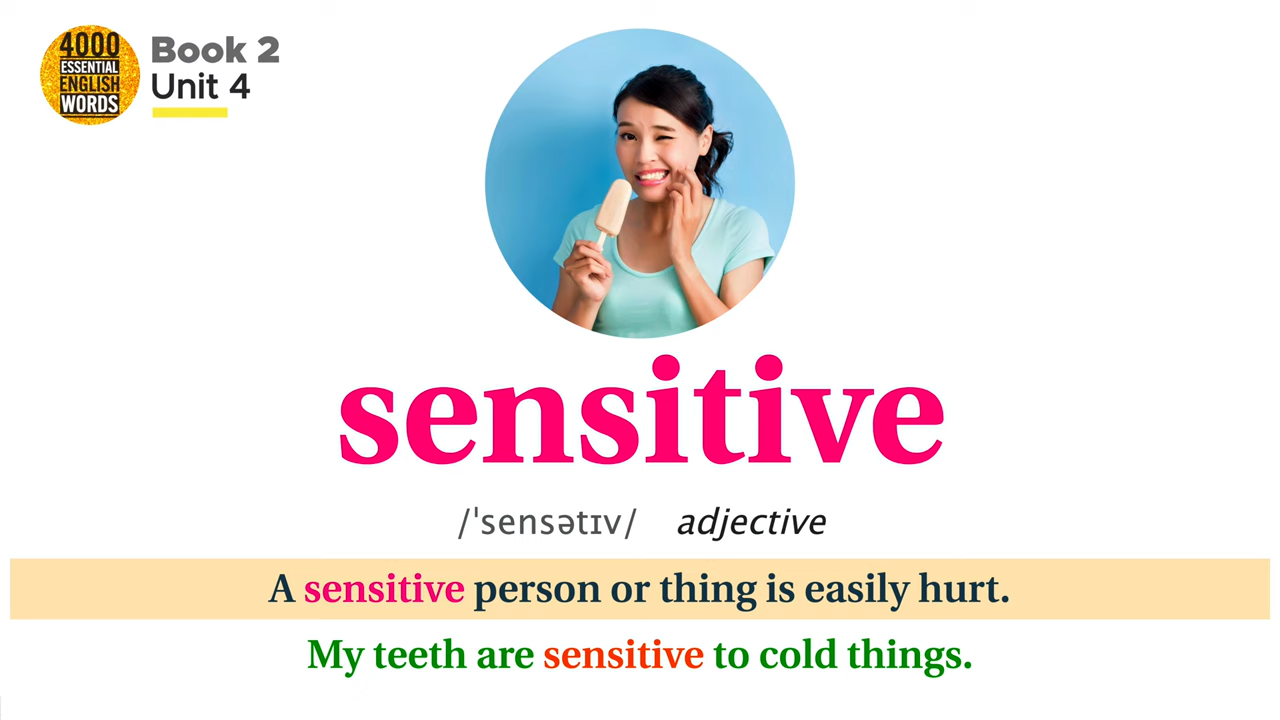 4000
ESSENTIAL
ENGLISH
WORDS
Book 2
Unit 4
sensitive
/ˈsensətɪv/ adjective
A sensitive person or thing is easily hurt.
My teeth are sensitive to cold things.